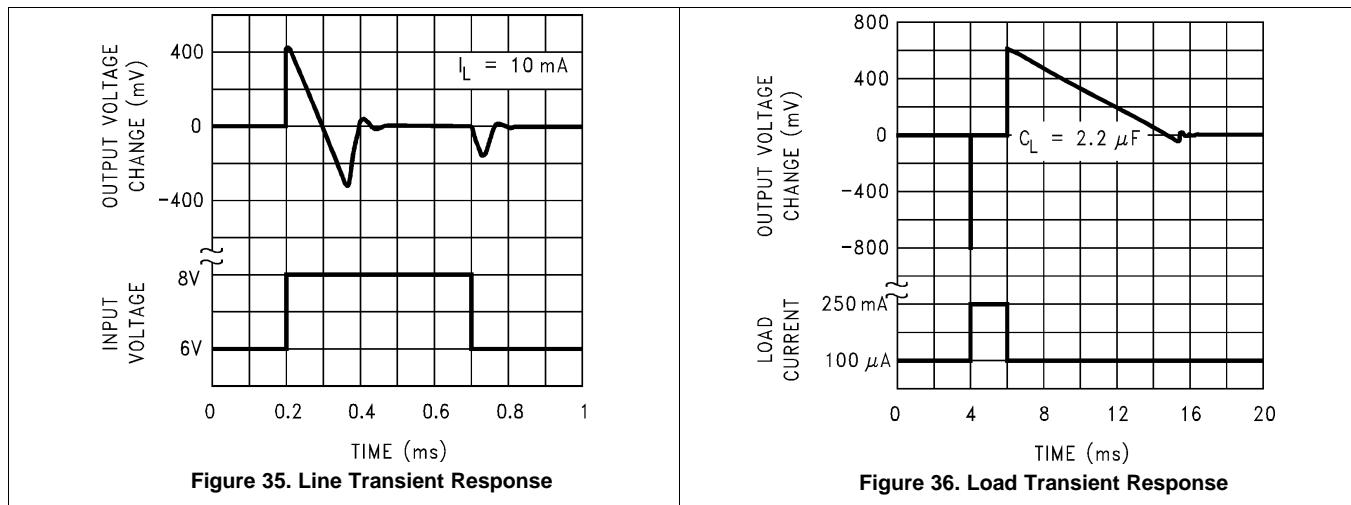 OUTPUT VOLTAGE
CHANGE (mV)
400
0
-400
I_L = 10 mA
INPUT
VOLTAGE
8V
6V
0 0.2 0.4 0.6 0.8 1
TIME (ms)
Figure 35. Line Transient Response
OUTPUT VOLTAGE
CHANGE (mV)
800
400
0
-400
-800
C_L = 2.2 μF
LOAD
CURRENT
250 mA
100 μA
0 4 8 12 16 20
TIME (ms)
Figure 36. Load Transient Response